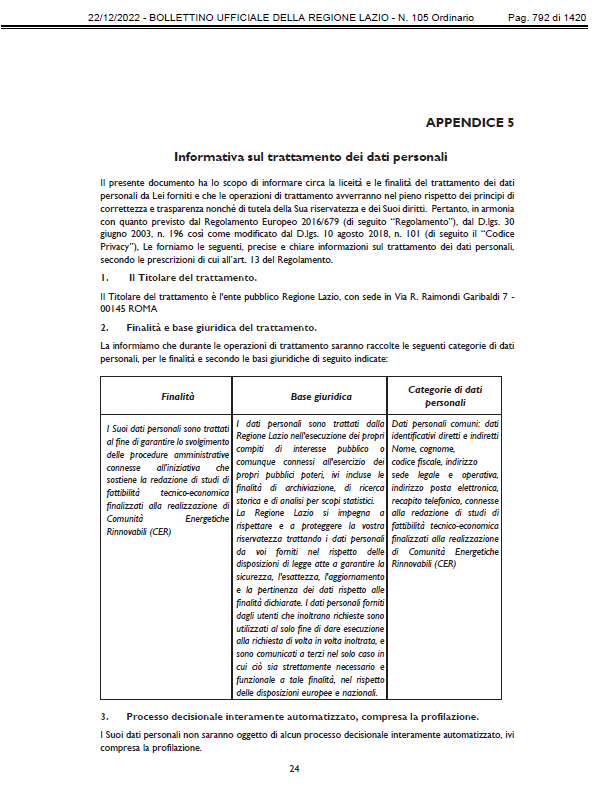 22/12/2022 - BOLLETTINO UFFICIALE DELLA REGIONE LAZIO - N. 105 Ordinario Pag. 792 di 1420
APPENDICE 5
Informativa sul trattamento dei dati personali
Il presente documento ha lo scopo di informare circa la liceità e le finalità del trattamento dei dati
personali da Lei forniti e che le operazioni di trattamento avverranno nel pieno rispetto dei principi di
correttezza e trasparenza nonché di tutela della Sua riservatezza e dei Suoi diritti. Pertanto, in armonia
con quanto previsto dal Regolamento Europeo 2016/679 (di seguito “Regolamento”), dal D.lgs. 30
giugno 2003, n. 196 così come modificato dal D.lgs. 10 agosto 2018, n. 101 (di seguito il “Codice
Privacy”), Le forniamo le seguenti, precise e chiare informazioni sul trattamento dei dati personali,
secondo le prescrizioni di cui all’art. 13 del Regolamento.
1. Il Titolare del trattamento.
Il Titolare del trattamento è l'ente pubblico Regione Lazio, con sede in Via R. Raimondi Garibaldi 7 -
00145 ROMA
2. Finalità e base giuridica del trattamento.
La informiamo che durante le operazioni di trattamento saranno raccolte le seguenti categorie di dati
personali, per le finalità e secondo le basi giuridiche di seguito indicate:
Finalità
Base giuridica
Categorie di dati
personali
I Suoi dati personali sono trattati
al fine di garantire lo svolgimento
delle procedure amministrative
connesse all'iniziativa che
sostiene la redazione di studi di
fattibilità tecnico-economica
finalizzati alla realizzazione di
Comunità Energetiche
Rinnovabili (CER)
I dati personali sono trattati dalla
Regione Lazio nell'esecuzione dei propri
compiti di interesse pubblico o
comunque connessi all'esercizio dei
propri pubblici poteri, ivi incluse le
finalità di archiviazione, di ricerca
storica e di analisi per scopi statistici.
La Regione Lazio si impegna a
rispettare e a proteggere la vostra
riservatezza trattando i dati personali
da voi forniti nel rispetto delle
disposizioni di legge atte a garantire la
sicurezza, l'esattezza, l'aggiornamento
e la pertinenza dei dati rispetto alle
finalità dichiarate. I dati personali forniti
dagli utenti che inoltrano richieste sono
utilizzati al solo fine di dare esecuzione
alla richiesta di volta in volta inoltrata, e
sono comunicati a terzi nel solo caso in
cui ciò sia strettamente necessario e
funzionale a tale finalità, nel rispetto
delle disposizioni europee e nazionali.
Dati personali comuni: dati
identificativi diretti e indiretti
Nome, cognome,
codice fiscale, indirizzo
sede legale e operativa,
indirizzo posta elettronica,
recapito telefonico, connesse
alla redazione di studi di
fattibilità tecnico-economica
finalizzati alla realizzazione
di Comunità Energetiche
Rinnovabili (CER)
3. Processo decisionale interamente automatizzato, compresa la profilazione.
I Suoi dati personali non saranno oggetto di alcun processo decisionale interamente automatizzato, ivi
compresa la profilazione.
24